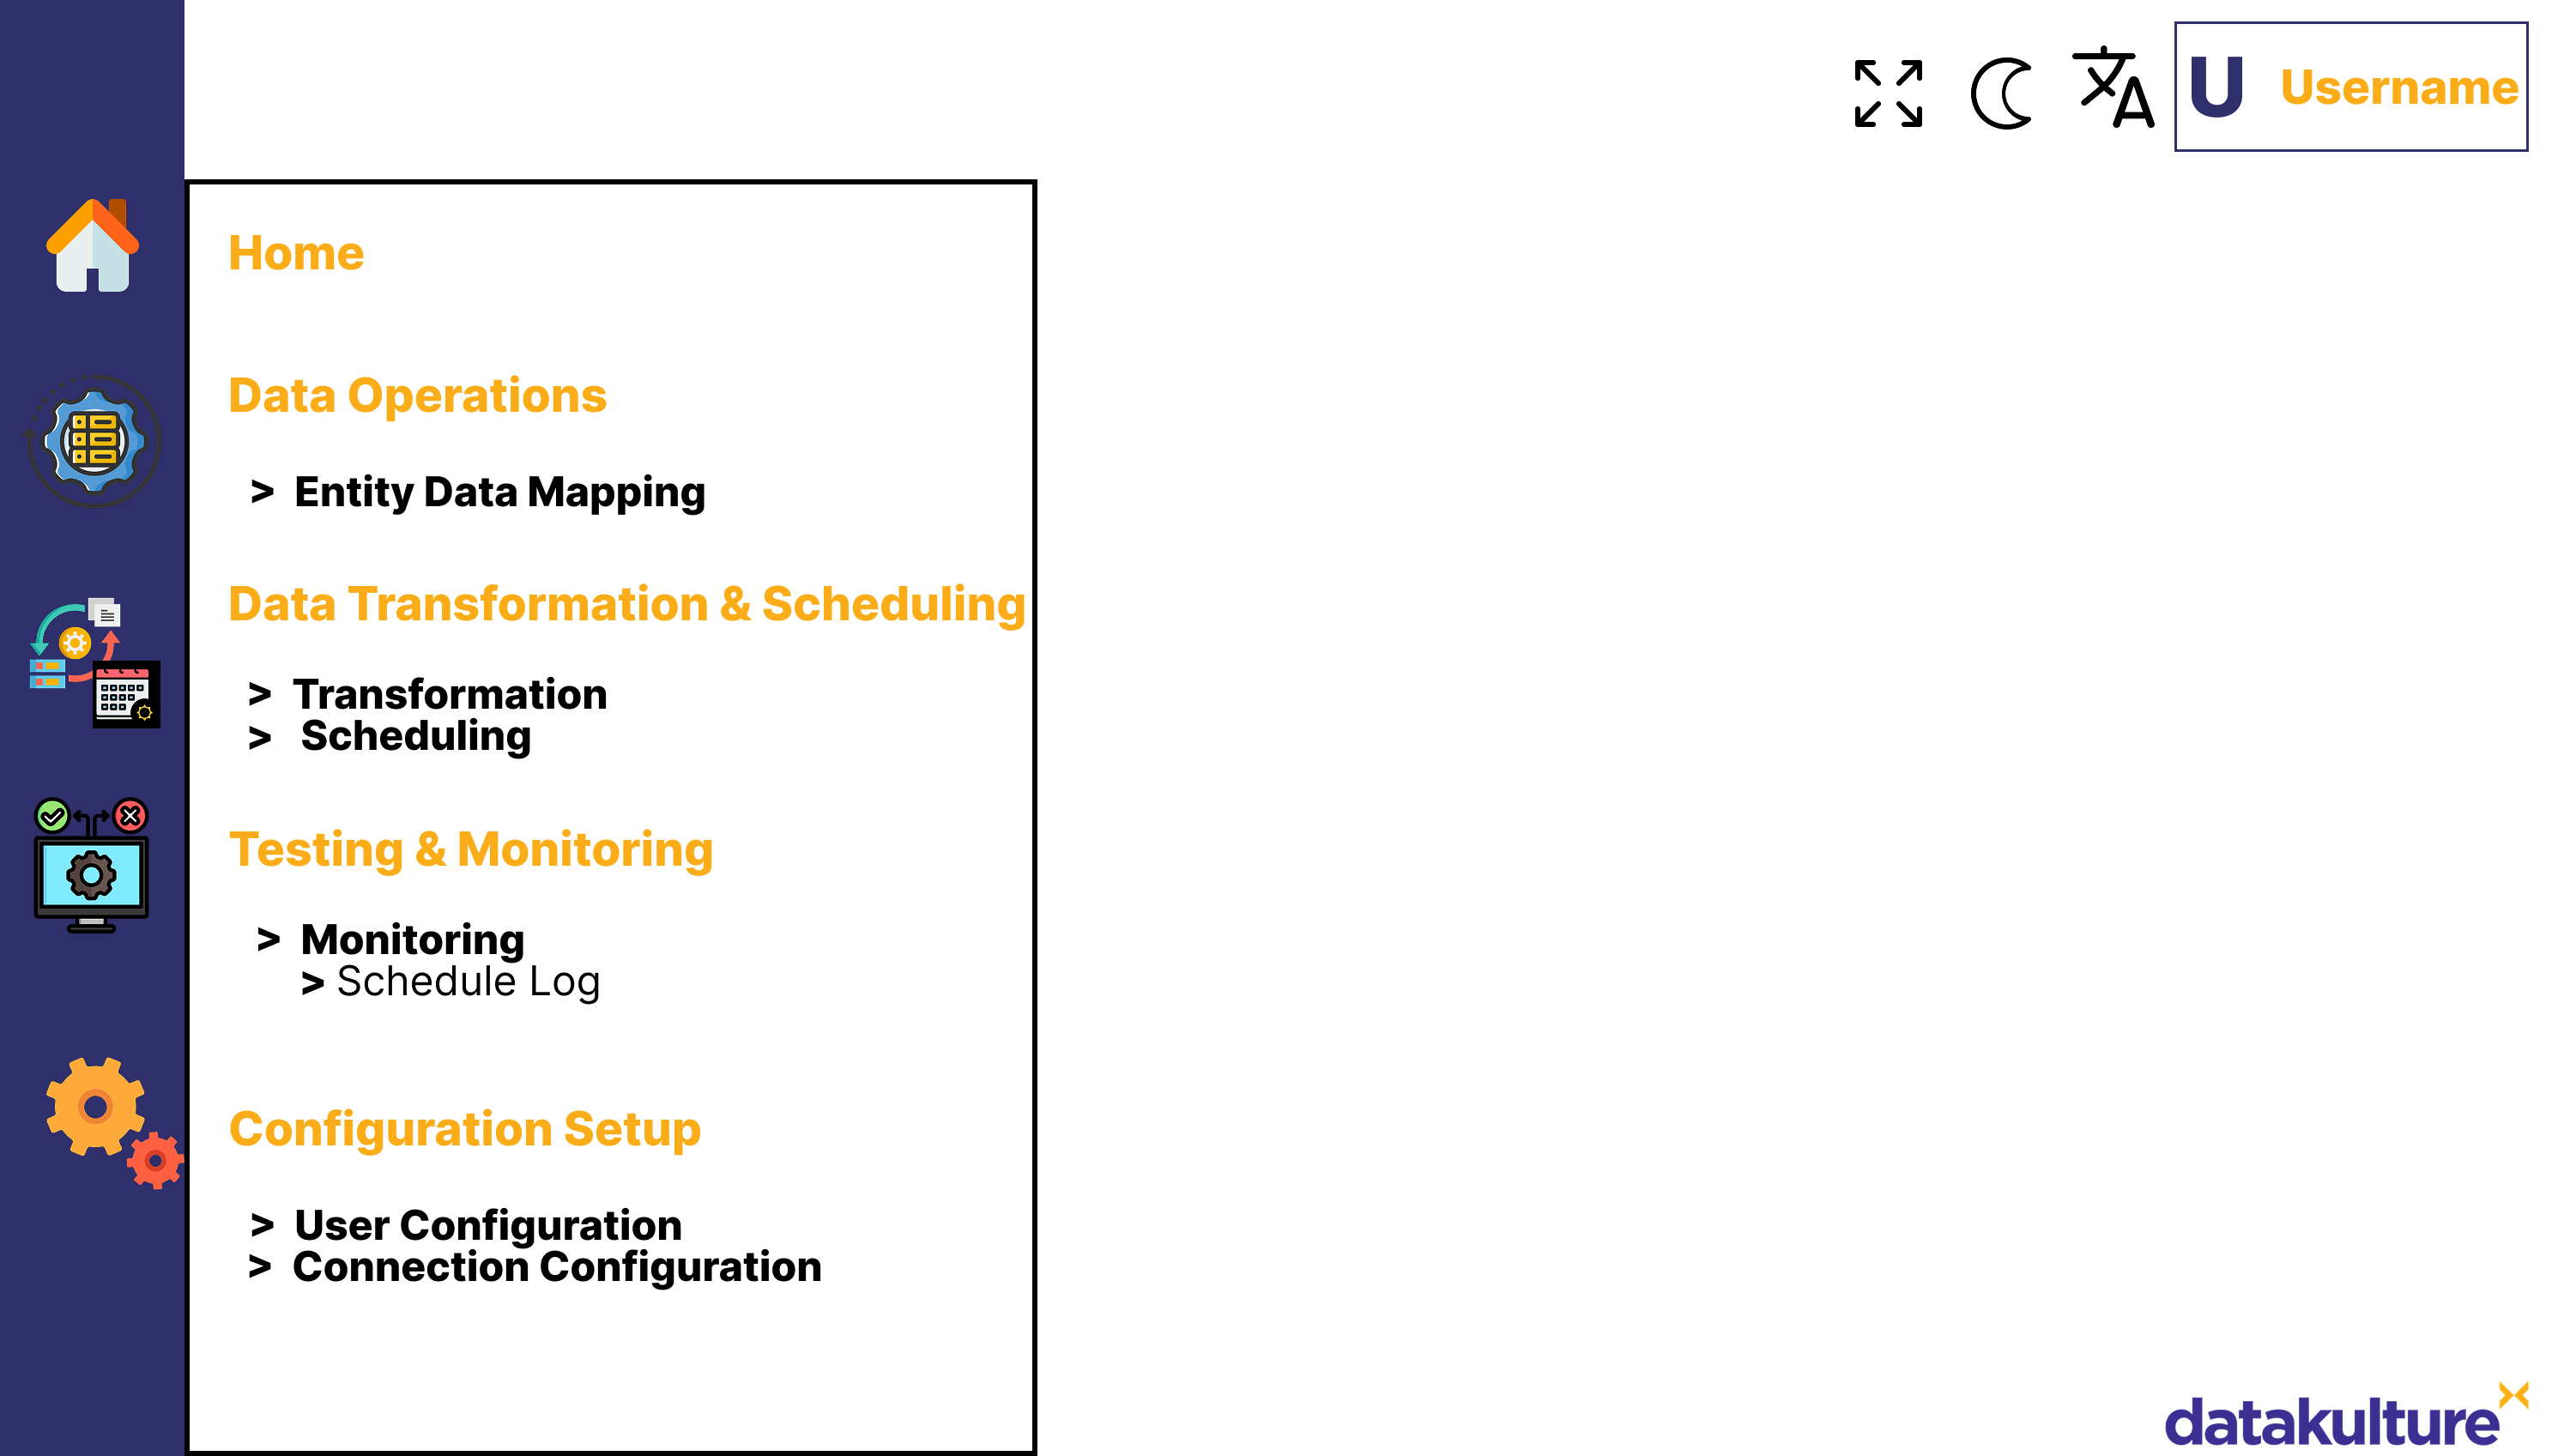 U Username
Home
Data Operations
> Entity Data Mapping
Data Transformation & Scheduling
> Transformation
> Scheduling
Testing & Monitoring
> Monitoring
> Schedule Log
Configuration Setup
> User Configuration
> Connection Configuration
datakulture